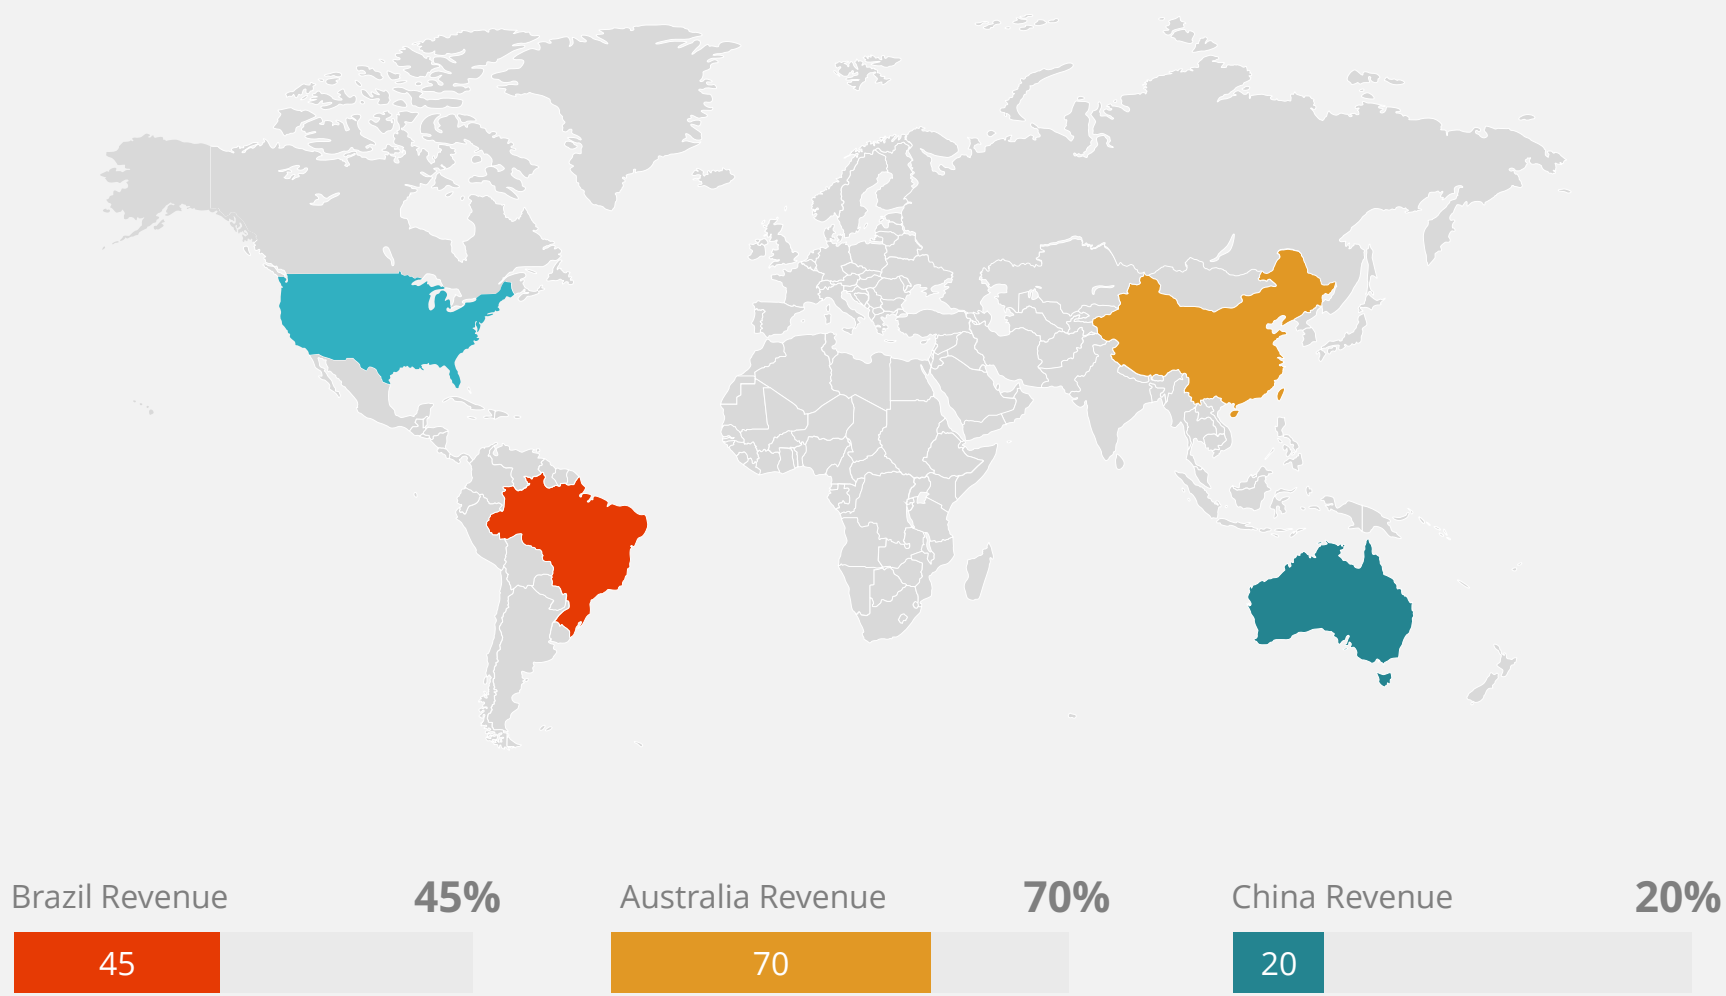 Brazil Revenue 45%
45
Australia Revenue 70%
70
China Revenue 20%
20